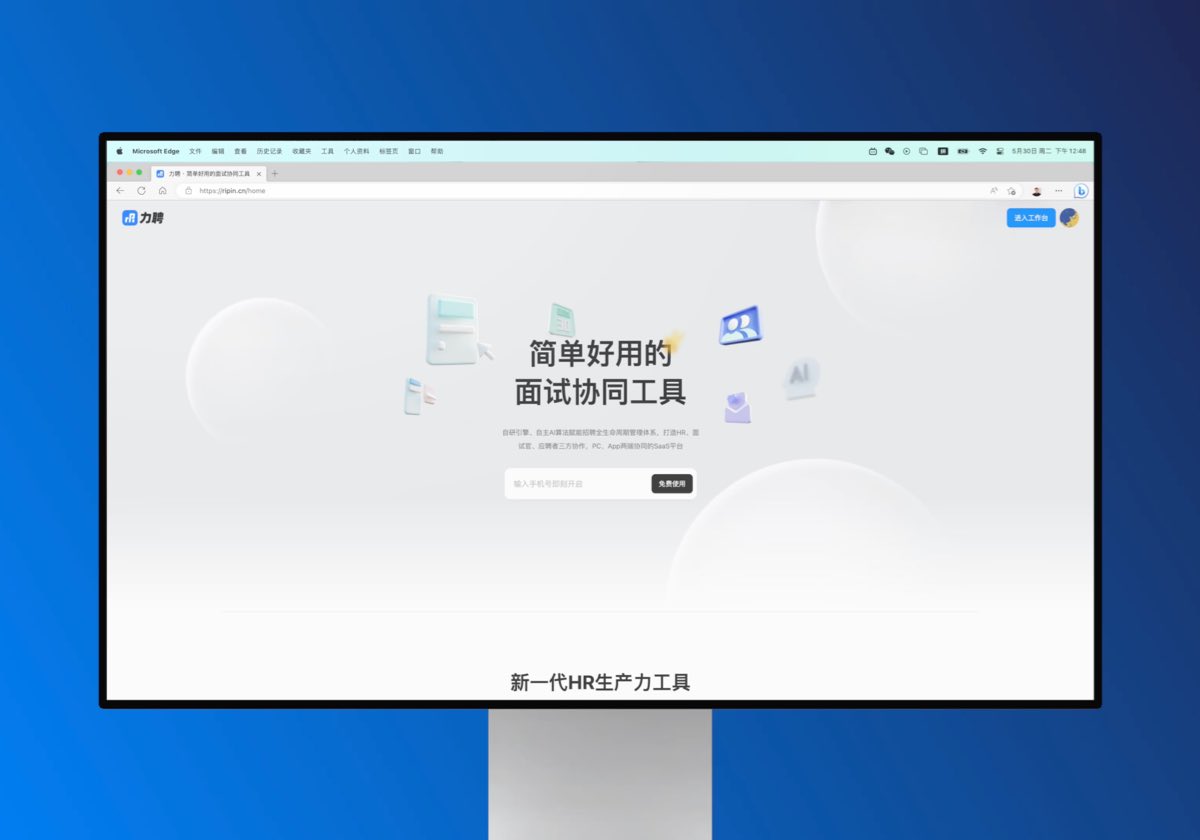 Microsoft Edge 文件 编辑 查看 历史记录 收藏夹 工具 个人资料 标签页 窗口 帮助 5月30日 周二 下午12:48
力聘 - 简单好用的面试协同工具
https://ripin.cn/home
力聘
进入工作台
AI
简单好用的
面试协同工具
自研引擎、自主AI算法赋能招聘全生命周期管理体系，打造HR、面
试官、应聘者三方协作，PC、App两端协同的SaaS平台
输入手机号即刻开启 免费使用
新一代HR生产力工具